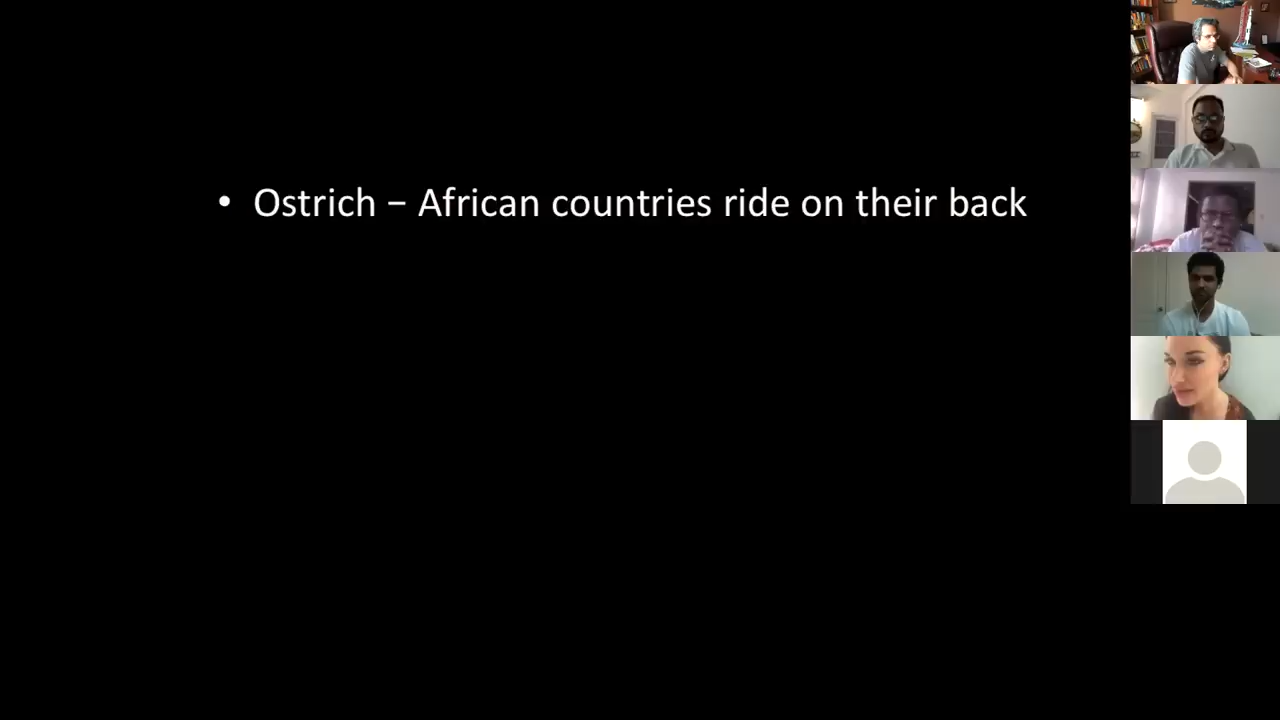 • Ostrich – African countries ride on their back